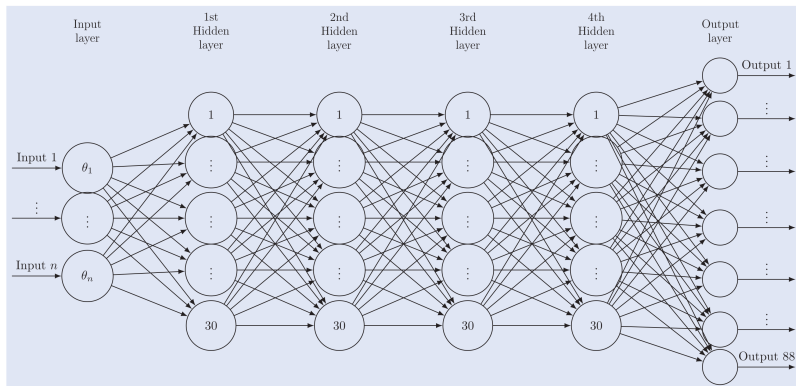 Input
layer
1st
Hidden
layer
2nd
Hidden
layer
3rd
Hidden
layer
4th
Hidden
layer
Output
layer
Input 1
⋮
Input n
θ₁
⋮
θₙ
1
⋮
⋮
⋮
30
1
⋮
⋮
⋮
30
1
⋮
⋮
⋮
30
1
⋮
⋮
⋮
30
Output 1
⋮
⋮
⋮
⋮
⋮
Output 88